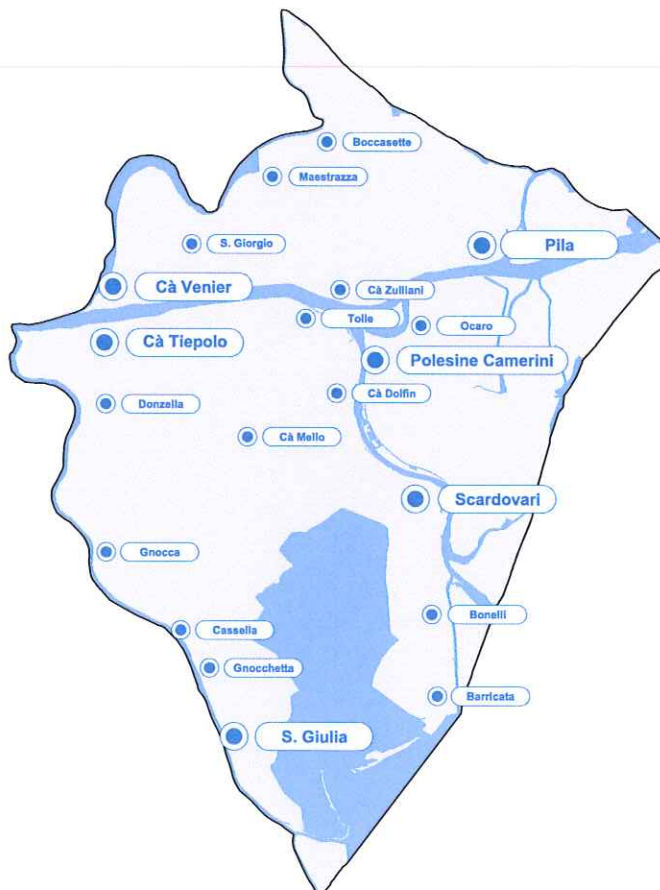 Boccasette
Maestrazza
S. Giorgio
Pila
Cà Venier
Cà Zulliani
Tolle
Ocaro
Cà Tiepolo
Polesine Camerini
Cà Dolfin
Donzella
Cà Mello
Scardovari
Gnocca
Bonelli
Cassella
Gnocchetta
Barricata
S. Giulia